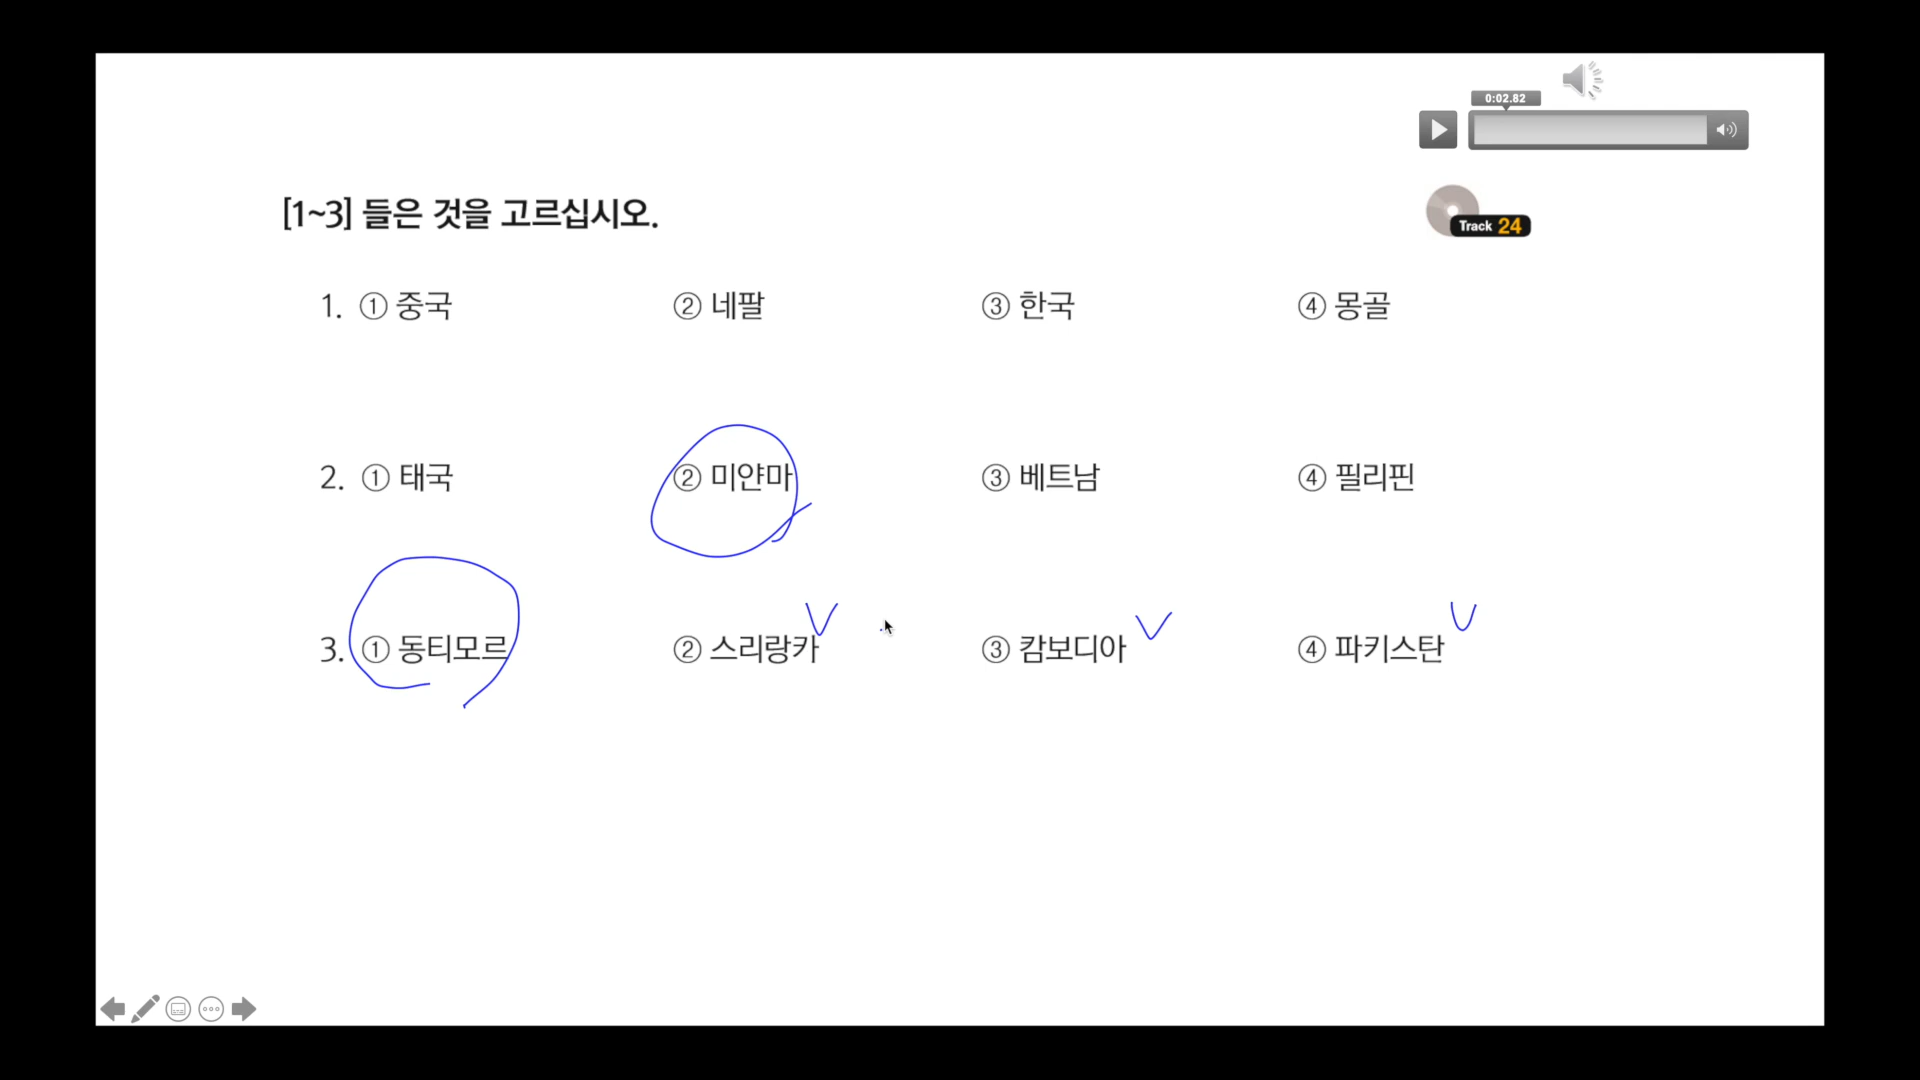 0:02.82
[1~3] 들은 것을 고르십시오.
Track 24
1. ① 중국 ② 네팔 ③ 한국 ④ 몽골
2. ① 태국 ② 미얀마 ③ 베트남 ④ 필리핀
3. ① 동티모르 ② 스리랑카 ③ 캄보디아 ④ 파키스탄